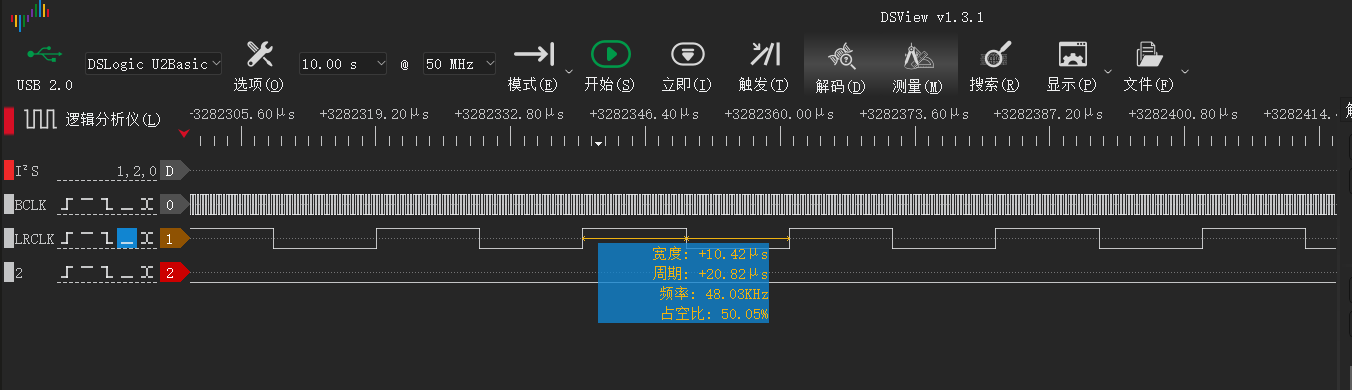 DSView v1.3.1
USB 2.0
DSLogic U2Basic
选项(O)
10.00 s @ 50 MHz
模式(E)
开始(S)
立即(I)
触发(T)
解码(D)
测量(M)
搜索(R)
显示(P)
文件(F)
逻辑分析仪(L)
+3282305.60μs +3282319.20μs +3282332.80μs +3282346.40μs +3282360.00μs +3282373.60μs +3282387.20μs +3282400.80μs +3282414.4
I²S 1,2,0 D
BCLK 0
LRCLK 1
宽度: +10.42μs
周期: +20.82μs
频率: 48.03KHz
占空比: 50.05%
2 2